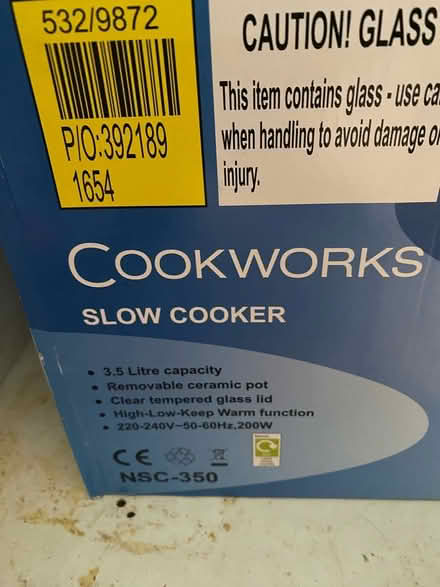 532/9872
P/O:392189
1654
CAUTION! GLASS
This item contains glass - use ca
when handling to avoid damage o
injury.
COOKWORKS
SLOW COOKER
• 3.5 Litre capacity
• Removable ceramic pot
• Clear tempered glass lid
• High-Low-Keep Warm function
• 220-240V~50-60Hz,200W
CE
NSC-350